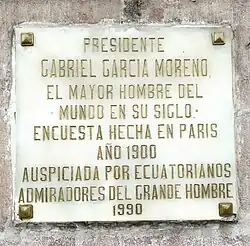 PRESIDENTE
GABRIEL GARCIA MORENO,
EL MAYOR HOMBRE DEL
MUNDO EN SU SIGLO.
ENCUESTA HECHA EN PARIS
AÑO 1900
AUSPICIADA POR ECUATORIANOS
ADMIRADORES DEL GRANDE HOMBRE
1990